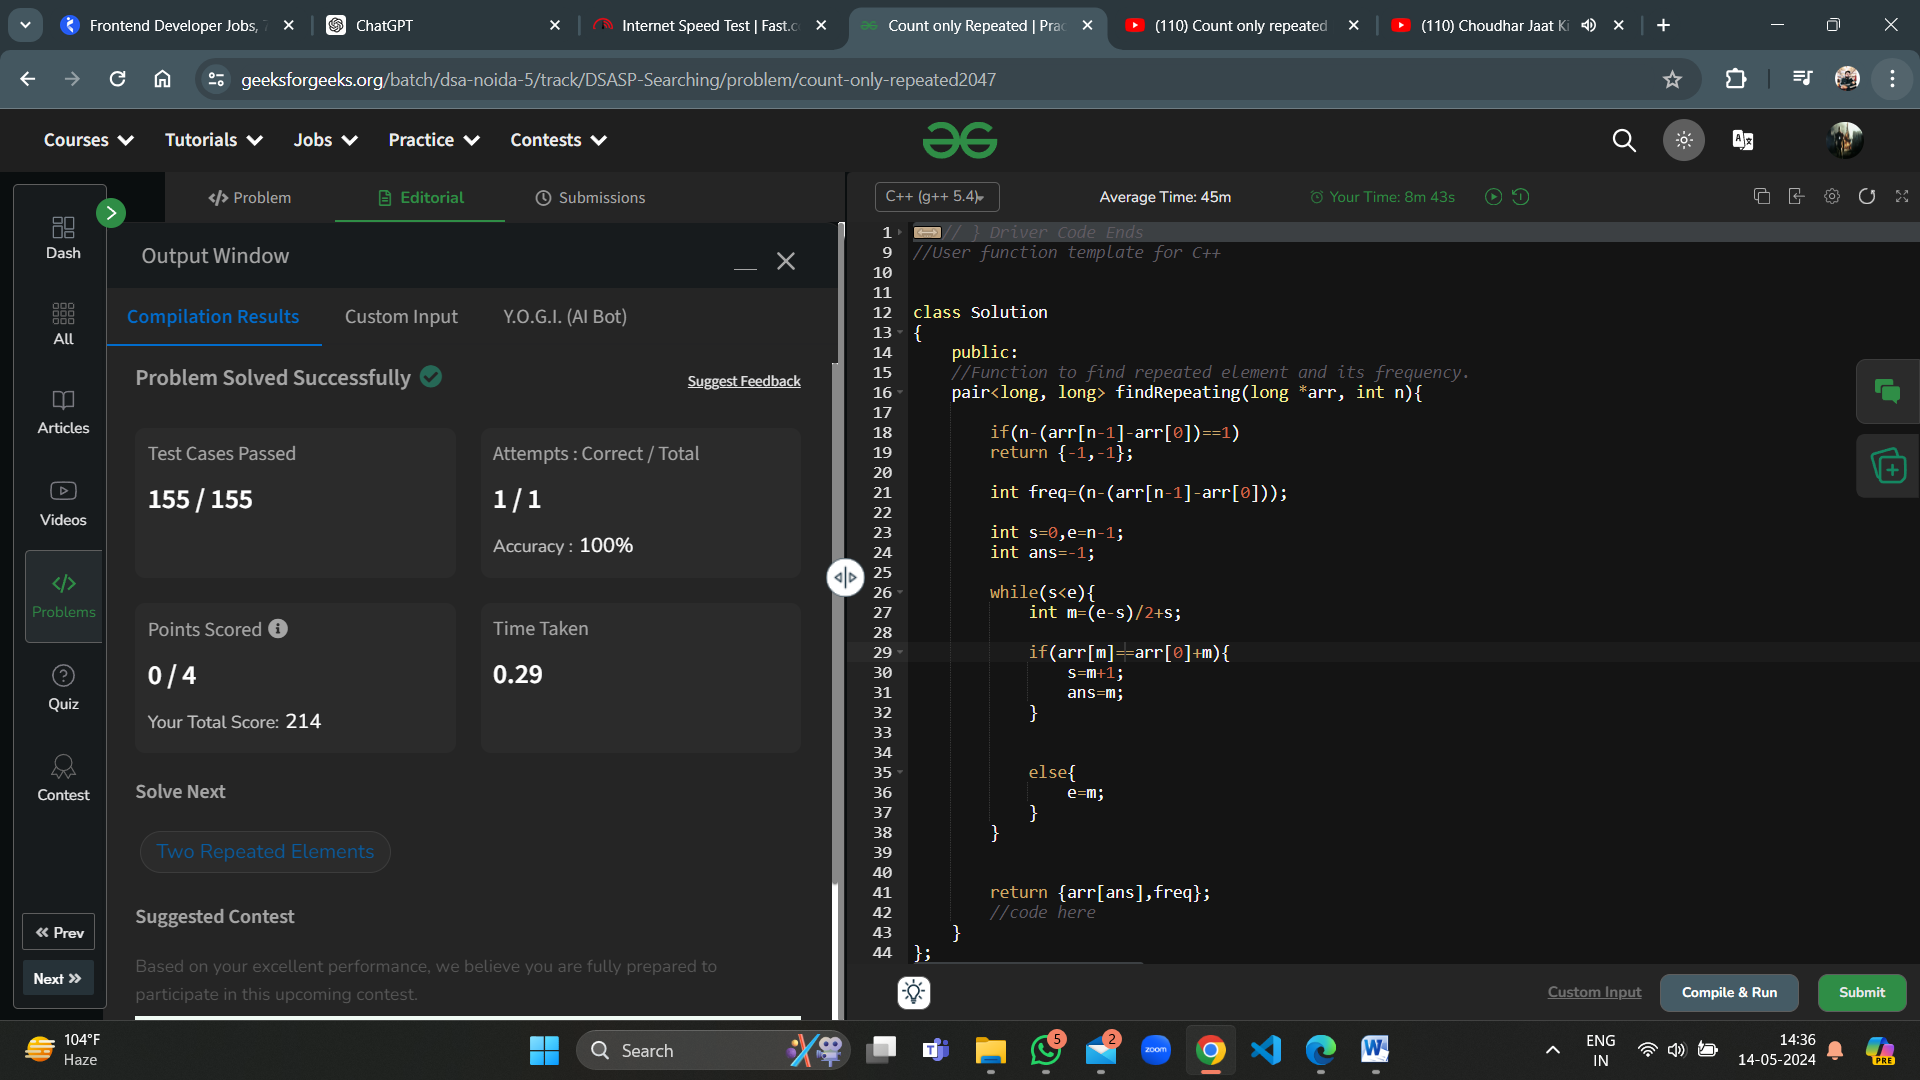 Frontend Developer Jobs, 7
ChatGPT
Internet Speed Test | Fast.c
Count only Repeated | Prac
(110) Count only repeated
(110) Choudhar Jaat Ki
geeksforgeeks.org/batch/dsa-noida-5/track/DSASP-Searching/problem/count-only-repeated2047
Courses
Tutorials
Jobs
Practice
Contests
Dash
All
Articles
Videos
Problems
Quiz
Contest
« Prev
Next »
</> Problem
Editorial
Submissions
Output Window
Compilation Results
Custom Input
Y.O.G.I. (AI Bot)
Problem Solved Successfully
Suggest Feedback
Test Cases Passed
155 / 155
Attempts : Correct / Total
1 / 1
Accuracy : 100%
Points Scored
0 / 4
Your Total Score: 214
Time Taken
0.29
Solve Next
Two Repeated Elements
Suggested Contest
Based on your excellent performance, we believe you are fully prepared to
participate in this upcoming contest.
C++ (g++ 5.4)
Average Time: 45m
Your Time: 8m 43s
1 // } Driver Code Ends
9 //User function template for C++
10
11
12 class Solution
13 {
14 public:
15 //Function to find repeated element and its frequency.
16 pair<long, long> findRepeating(long *arr, int n){
17
18 if(n-(arr[n-1]-arr[0])==1)
19 return {-1,-1};
20
21 int freq=(n-(arr[n-1]-arr[0]));
22
23 int s=0,e=n-1;
24 int ans=-1;
25
26 while(s<e){
27 int m=(e-s)/2+s;
28
29 if(arr[m]==arr[0]+m){
30 s=m+1;
31 ans=m;
32 }
33
34
35 else{
36 e=m;
37 }
38 }
39
40
41 return {arr[ans],freq};
42 //code here
43 }
44 };
Custom Input
Compile & Run
Submit
104°F
Haze
Search
5
2
zoom
ENG
IN
14:36
14-05-2024
PRE